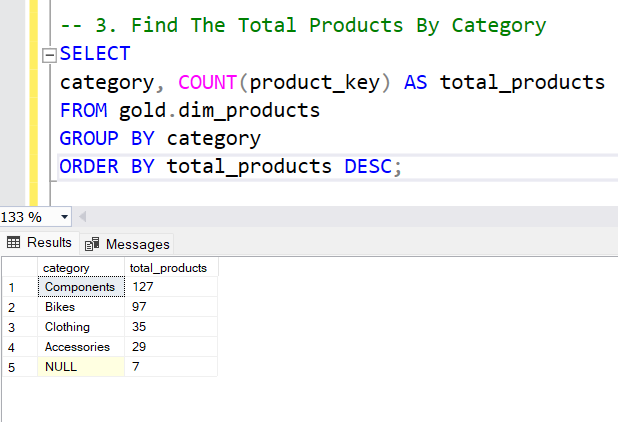 -- 3. Find The Total Products By Category
SELECT
category, COUNT(product_key) AS total_products
FROM gold.dim_products
GROUP BY category
ORDER BY total_products DESC;
133 %
Results Messages
category total_products
1 Components 127
2 Bikes 97
3 Clothing 35
4 Accessories 29
5 NULL 7